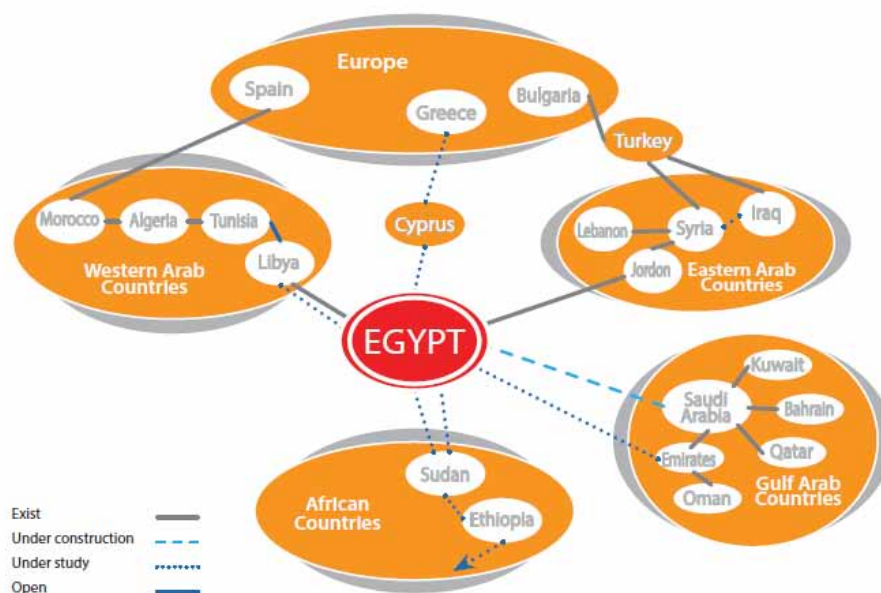 Europe
Spain
Greece
Bulgaria
Turkey
Morocco
Algeria
Tunisia
Libya
Western Arab
Countries
Cyprus
Lebanon
Syria
Iraq
Jordon
Eastern Arab
Countries
EGYPT
Kuwait
Saudi
Arabia
Bahrain
Emirates
Qatar
Oman
Gulf Arab
Countries
Sudan
African
Countries
Ethiopia
Exist
Under construction
Under study
Open